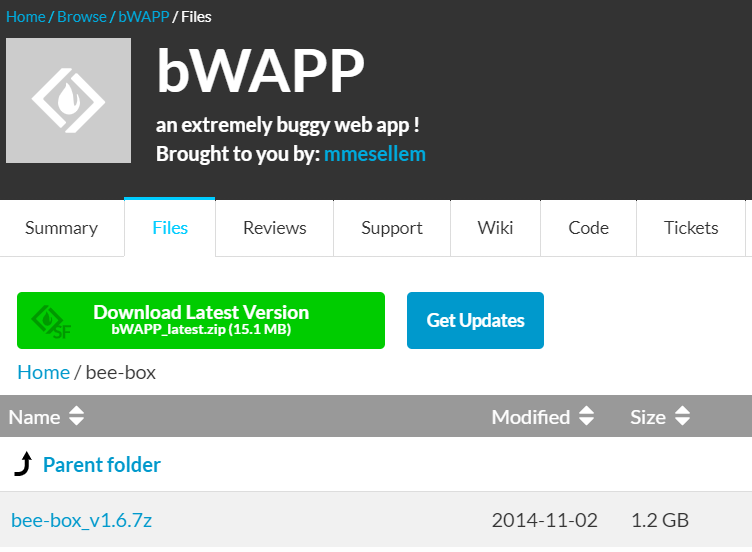 Home / Browse / bWAPP / Files
bWAPP
an extremely buggy web app !
Brought to you by: mmesellem
Summary Files Reviews Support Wiki Code Tickets
Download Latest Version
bWAPP_latest.zip (15.1 MB)
SF
Get Updates
Home / bee-box
Name Modified Size
Parent folder
bee-box_v1.6.7z 2014-11-02 1.2 GB